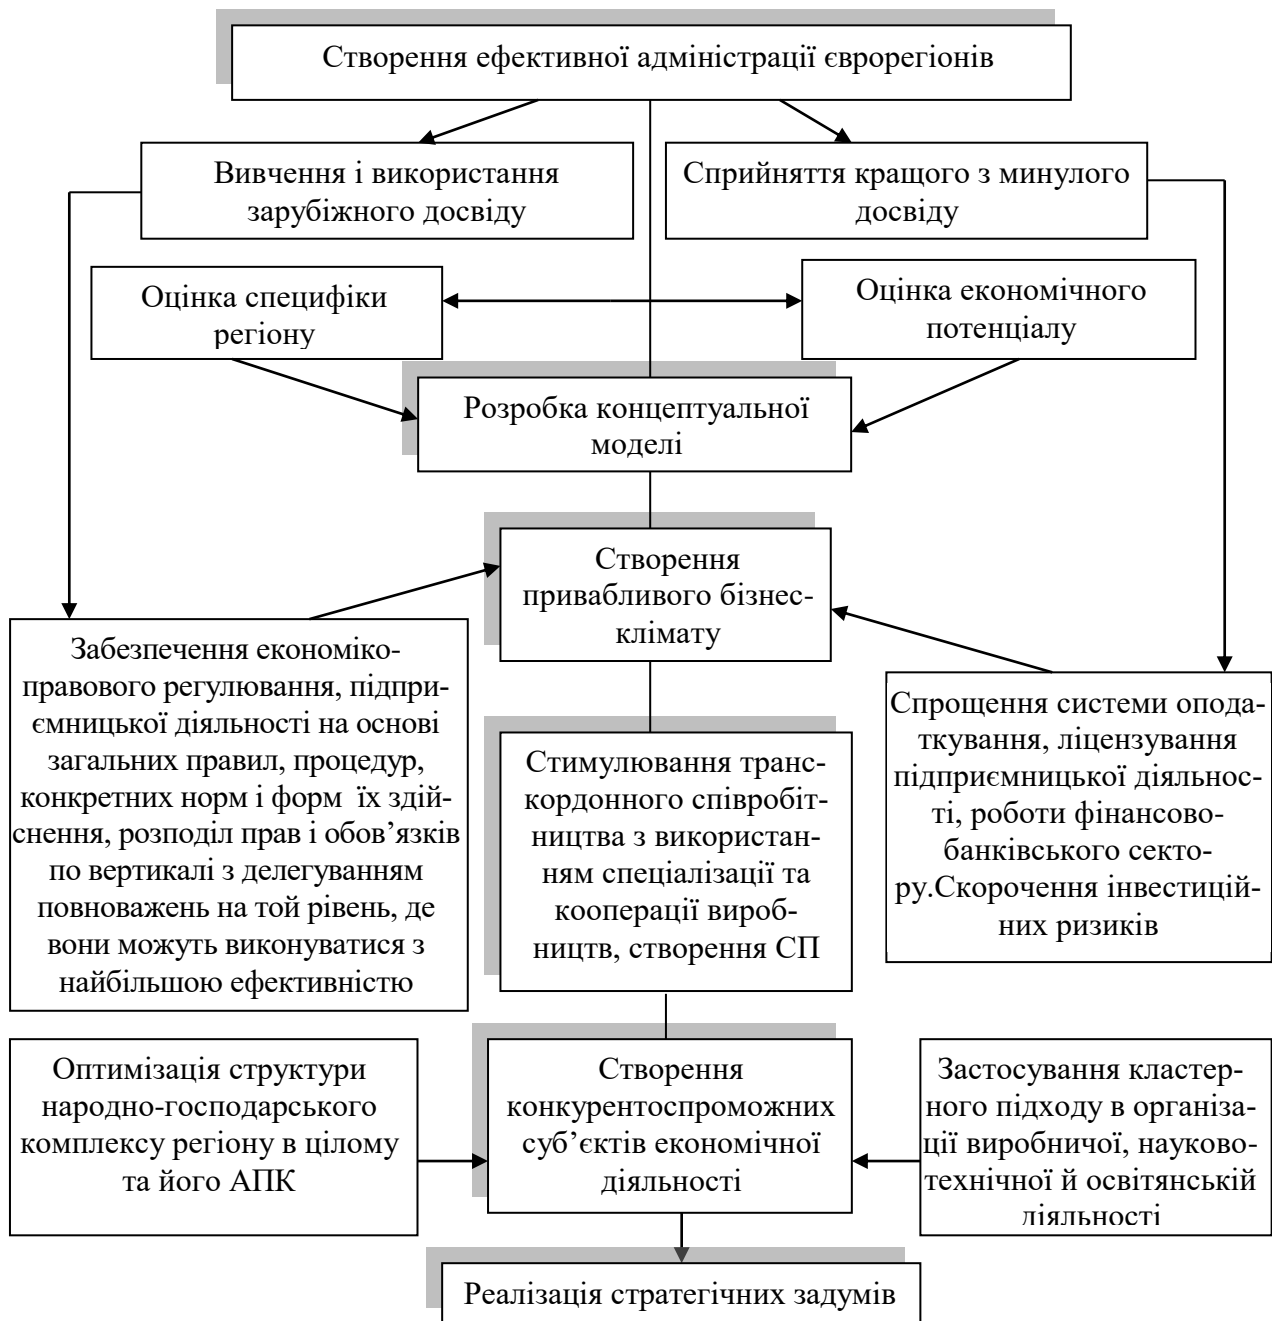 Створення ефективної адміністрації єврорегіонів
Вивчення і використання
зарубіжного досвіду
Сприйняття кращого з минулого
досвіду
Оцінка специфіки
регіону
Оцінка економічного
потенціалу
Розробка концептуальної
моделі
Створення
привабливого бізнес-
клімату
Забезпечення економіко-
правового регулювання, підпри-
ємницької діяльності на основі
загальних правил, процедур,
конкретних норм і форм їх здій-
снення, розподіл прав і обов’язків
по вертикалі з делегуванням
повноважень на той рівень, де
вони можуть виконуватися з
найбільшою ефективністю
Стимулювання транс-
кордонного співробіт-
ництва з використан-
ням спеціалізації та
кооперації вироб-
ництв, створення СП
Спрощення системи опода-
ткування, ліцензування
підприємницької діяльнос-
ті, роботи фінансово-
банківського секто-
ру.Скорочення інвестицій-
них ризиків
Оптимізація структури
народно-господарського
комплексу регіону в цілому
та його АПК
Створення
конкурентоспроможних
суб’єктів економічної
діяльності
Застосування кластер-
ного підходу в організа-
ції виробничої, науково-
технічної й освітянській
діяльності
Реалізація стратегічних задумів